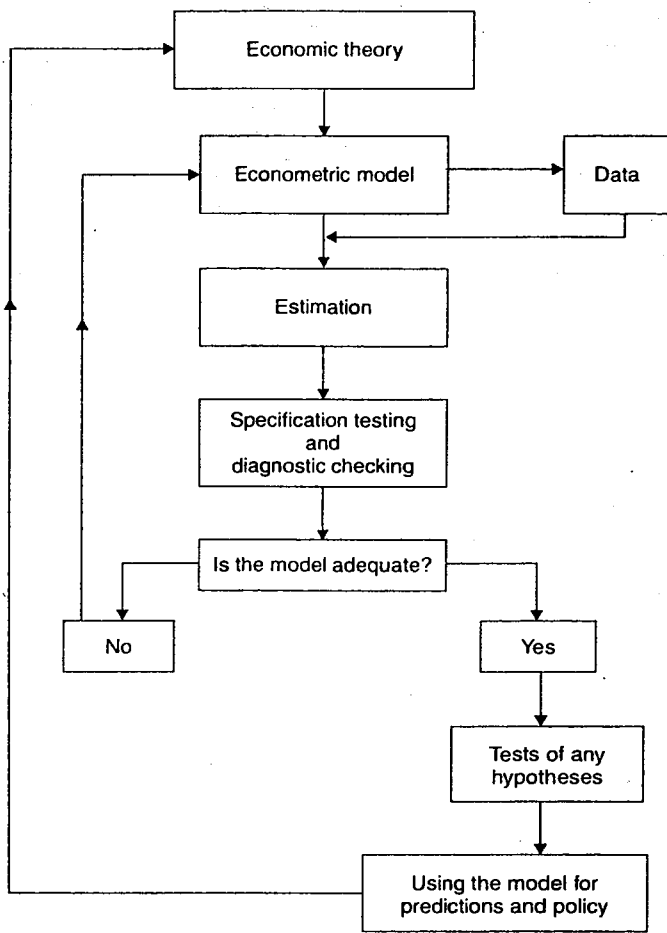 Economic theory
Econometric model
Data
Estimation
Specification testing
and
diagnostic checking
Is the model adequate?
No
Yes
Tests of any
hypotheses
Using the model for
predictions and policy